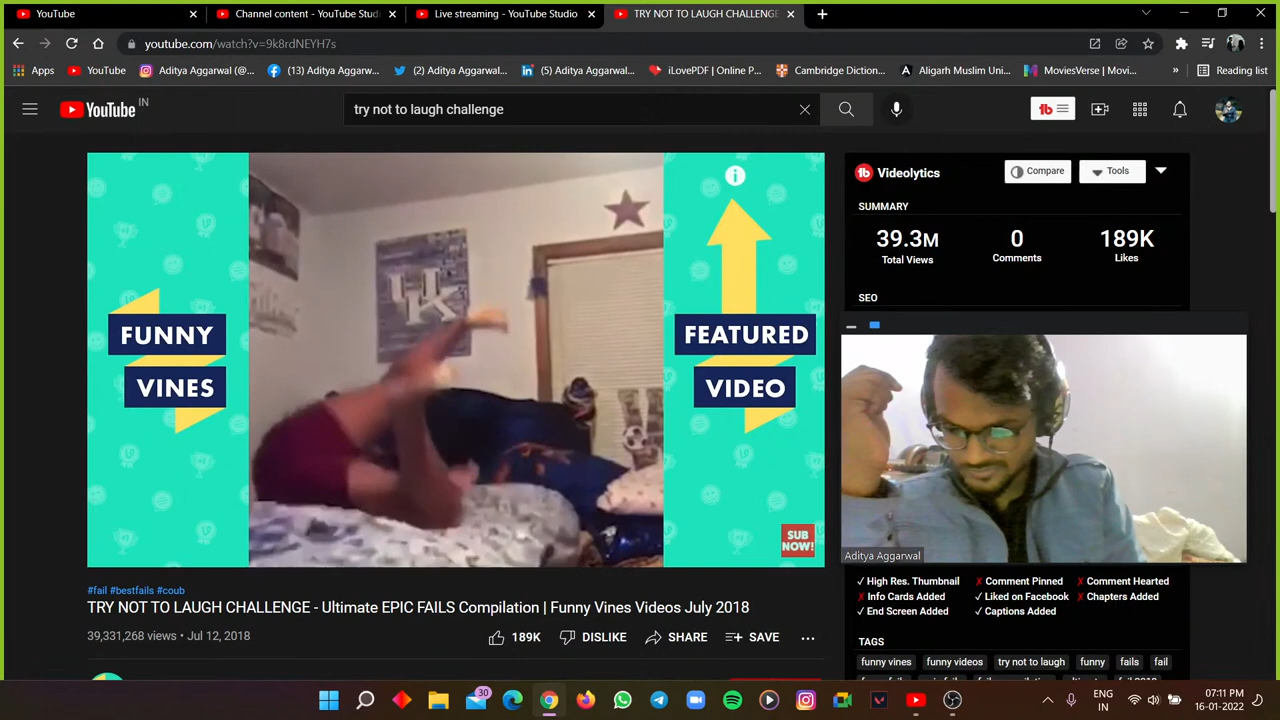 YouTube
Channel content - YouTube Studi
Live streaming - YouTube Studio
TRY NOT TO LAUGH CHALLENGE
youtube.com/watch?v=9k8rdNEYH7s
Apps
YouTube
Aditya Aggarwal (@...
(13) Aditya Aggarw...
(2) Aditya Aggarwal...
(5) Aditya Aggarwal...
iLovePDF | Online P...
Cambridge Diction...
Aligarh Muslim Uni...
MoviesVerse | Movi...
»
Reading list
YouTube IN
try not to laugh challenge
FUNNY
VINES
UK
FEATURED
VIDEO
SUB
NOW!
Videolytics
Compare
Tools
SUMMARY
39.3M
0
189K
Total Views
Comments
Likes
SEO
Aditya Aggarwal
✓ High Res. Thumbnail
✗ Comment Pinned
✗ Comment Hearted
✗ Info Cards Added
✓ Liked on Facebook
✗ Chapters Added
✓ End Screen Added
✓ Captions Added
TAGS
funny vines
funny videos
try not to laugh
funny
fails
fail
#fail #bestfails #coub
TRY NOT TO LAUGH CHALLENGE - Ultimate EPIC FAILS Compilation | Funny Vines Videos July 2018
39,331,268 views • Jul 12, 2018
189K
DISLIKE
SHARE
SAVE
30
ENG
IN
07:11 PM
16-01-2022